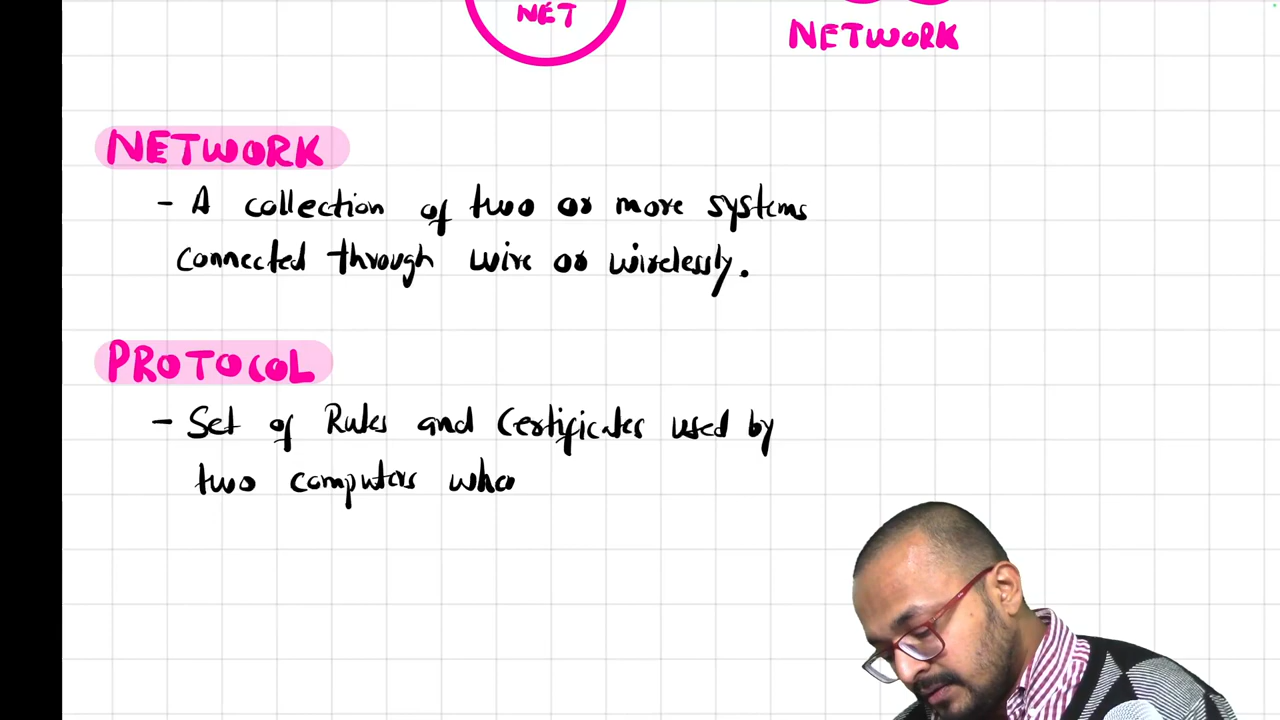 NET
NETWORK
NETWORK
- A collection of two or more systems
connected through wire or wirelessly.
PROTOCOL
- Set of Rules and Certificates used by
two computers who